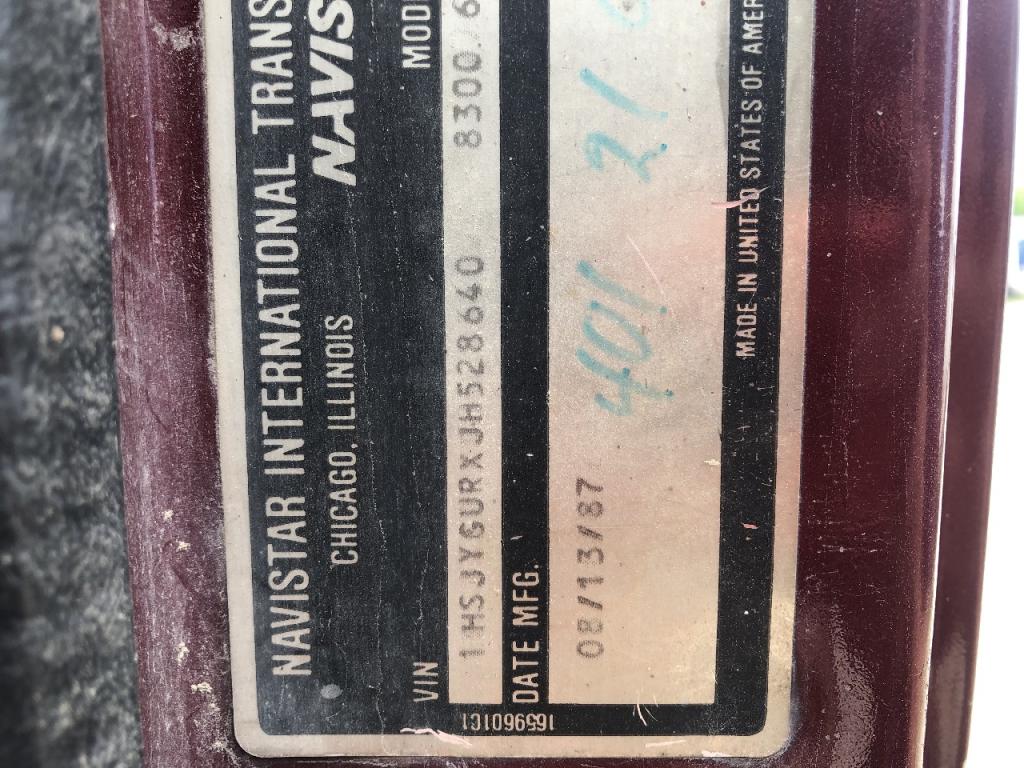 NAVISTAR INTERNATIONAL TRANS
CHICAGO, ILLINOIS NAVIS
VIN MOD
1HSJYGURXJH528640 8300
DATE MFG.
08/13/87 401 21
MADE IN UNITED STATES OF AMER
1659601C1